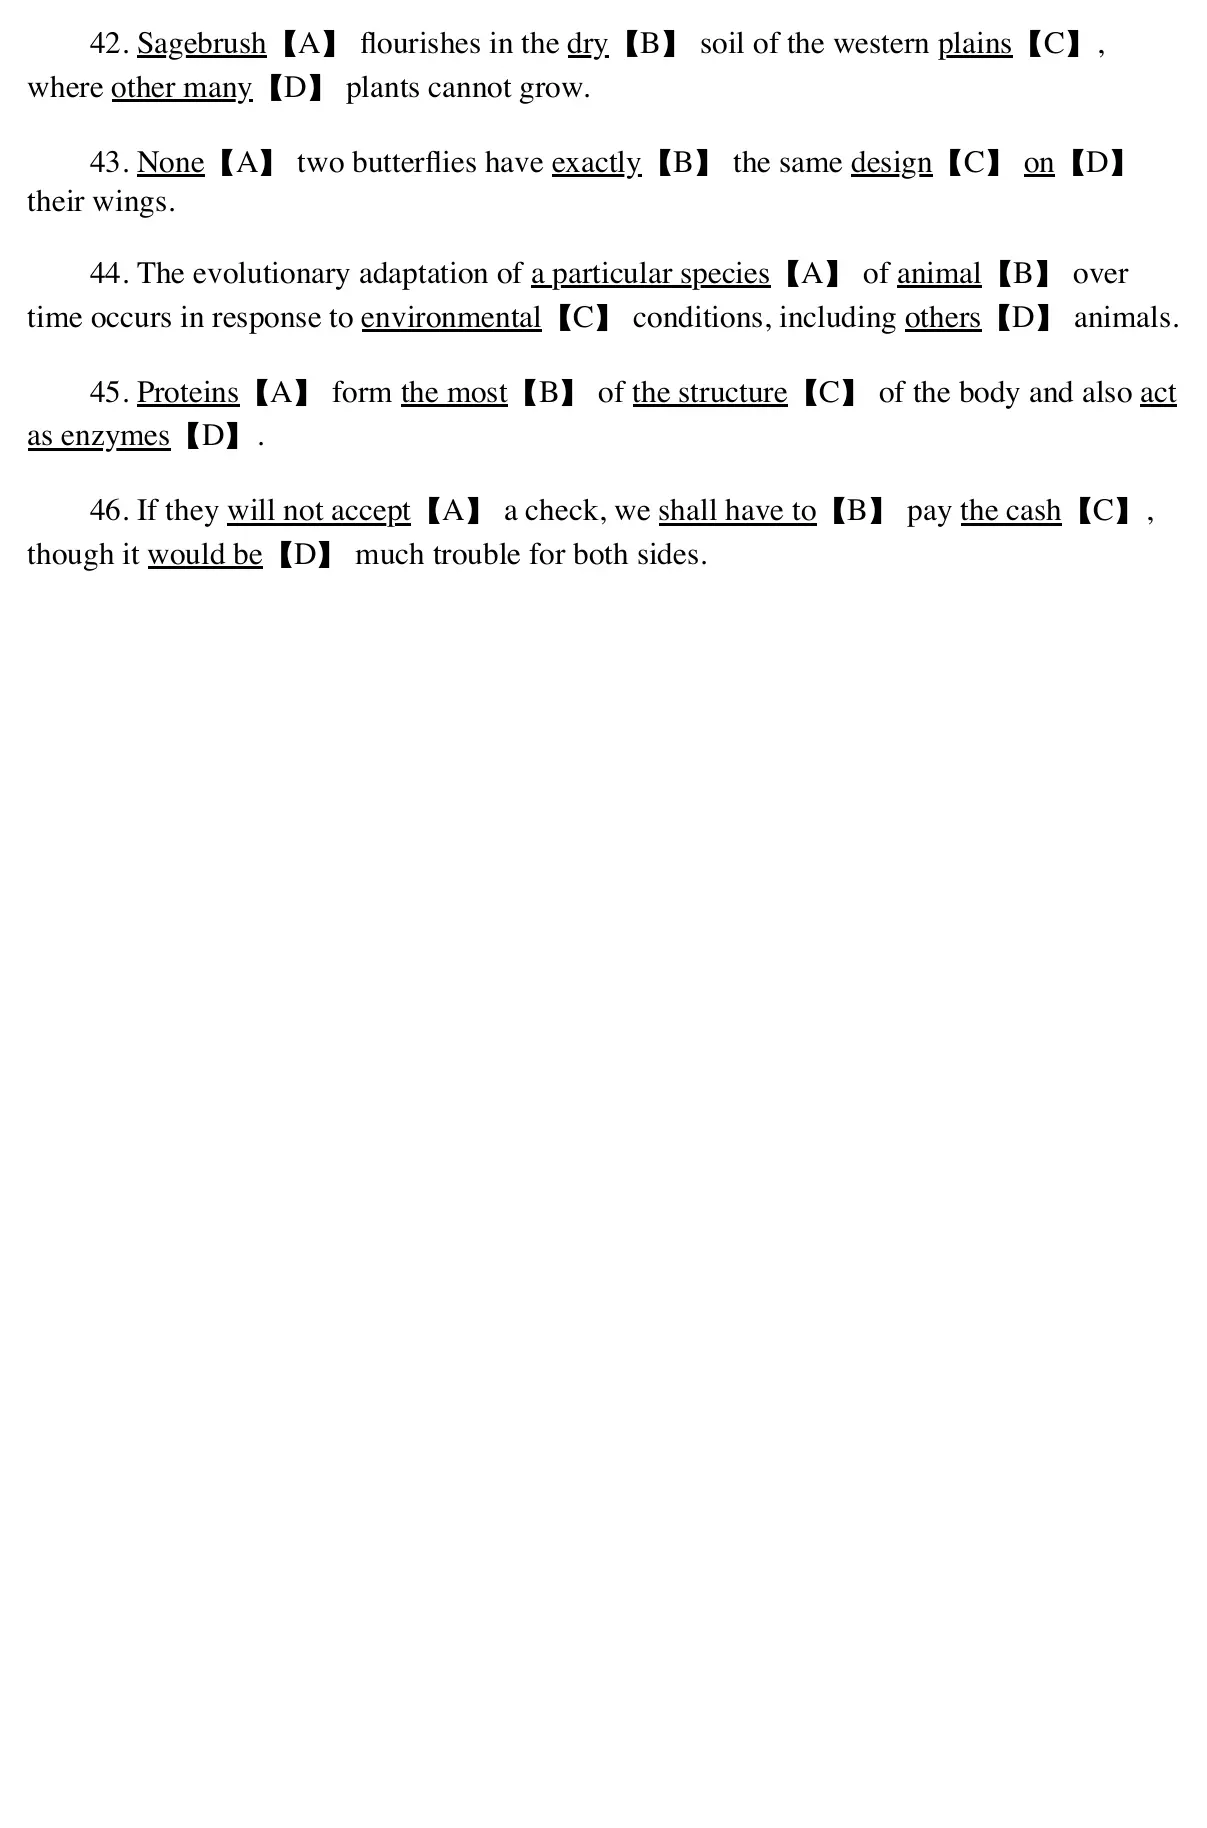 42. Sagebrush【A】 flourishes in the dry【B】 soil of the western plains【C】,
where other many【D】 plants cannot grow.
43. None【A】 two butterflies have exactly【B】 the same design【C】 on【D】
their wings.
44. The evolutionary adaptation of a particular species【A】 of animal【B】 over
time occurs in response to environmental【C】 conditions, including others【D】 animals.
45. Proteins【A】 form the most【B】 of the structure【C】 of the body and also act
as enzymes【D】.
46. If they will not accept【A】 a check, we shall have to【B】 pay the cash【C】,
though it would be【D】 much trouble for both sides.